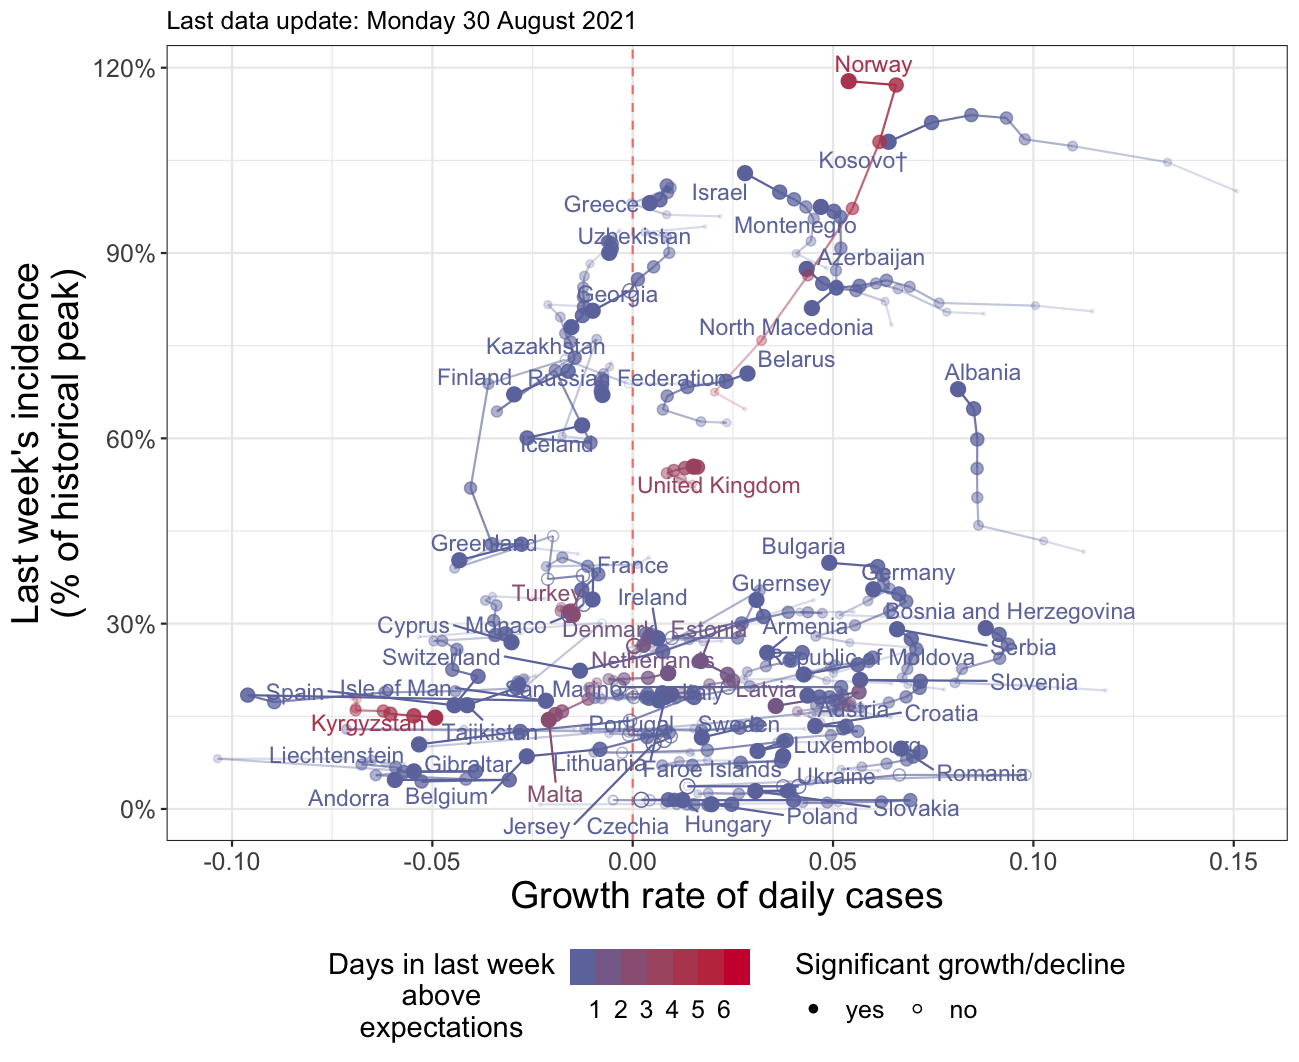 Last data update: Monday 30 August 2021
Last week's incidence
(% of historical peak)
120%
90%
60%
30%
0%
Norway
Kosovo†
Israel
Greece
Montenegro
Uzbekistan
Azerbaijan
Georgia
North Macedonia
Kazakhstan
Belarus
Finland
Russian Federation
Albania
Iceland
United Kingdom
Greenland
Bulgaria
France
Germany
Turkey
Ireland
Guernsey
Bosnia and Herzegovina
Cyprus
Monaco
Denmark
Estonia
Armenia
Serbia
Switzerland
Netherlands
Republic of Moldova
Slovenia
Spain
Isle of Man
San Marino
Italy
Latvia
Austria
Croatia
Kyrgyzstan
Tajikistan
Portugal
Sweden
Luxembourg
Liechtenstein
Gibraltar
Lithuania
Faroe Islands
Ukraine
Romania
Andorra
Belgium
Malta
Poland
Slovakia
Jersey
Czechia
Hungary
-0.10
-0.05
0.00
0.05
0.10
0.15
Growth rate of daily cases
Days in last week
above
expectations
1 2 3 4 5 6
Significant growth/decline
yes
no